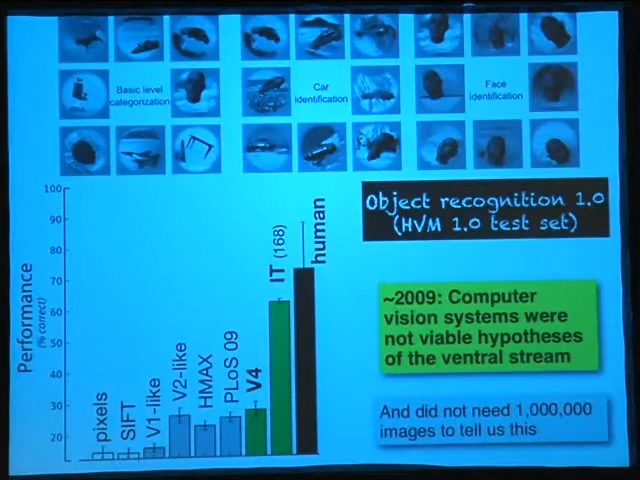 Basic level
categorization
Car
identification
Face
identification
Object recognition 1.0
(HVM 1.0 test set)
~2009: Computer
vision systems were
not viable hypotheses
of the ventral stream
And did not need 1,000,000
images to tell us this
Performance
(% correct)
100
90
80
70
60
50
40
30
20
pixels
SIFT
V1-like
V2-like
HMAX
PLoS 09
V4
IT (168)
human